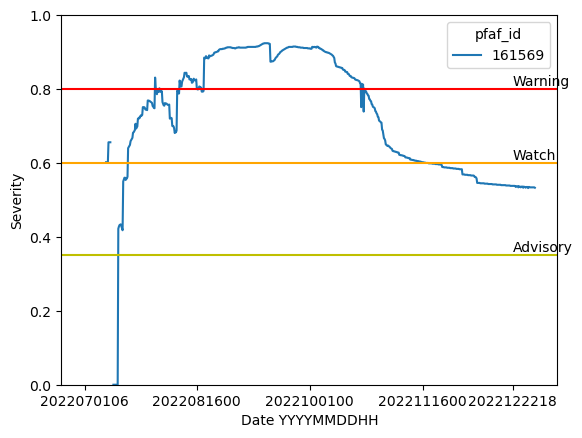 pfaf_id
161569
Warning
Watch
Advisory
1.0
0.8
0.6
0.4
0.2
0.0
Severity
2022070106 2022081600 2022100100 2022111600 2022122218
Date YYYYMMDDHH